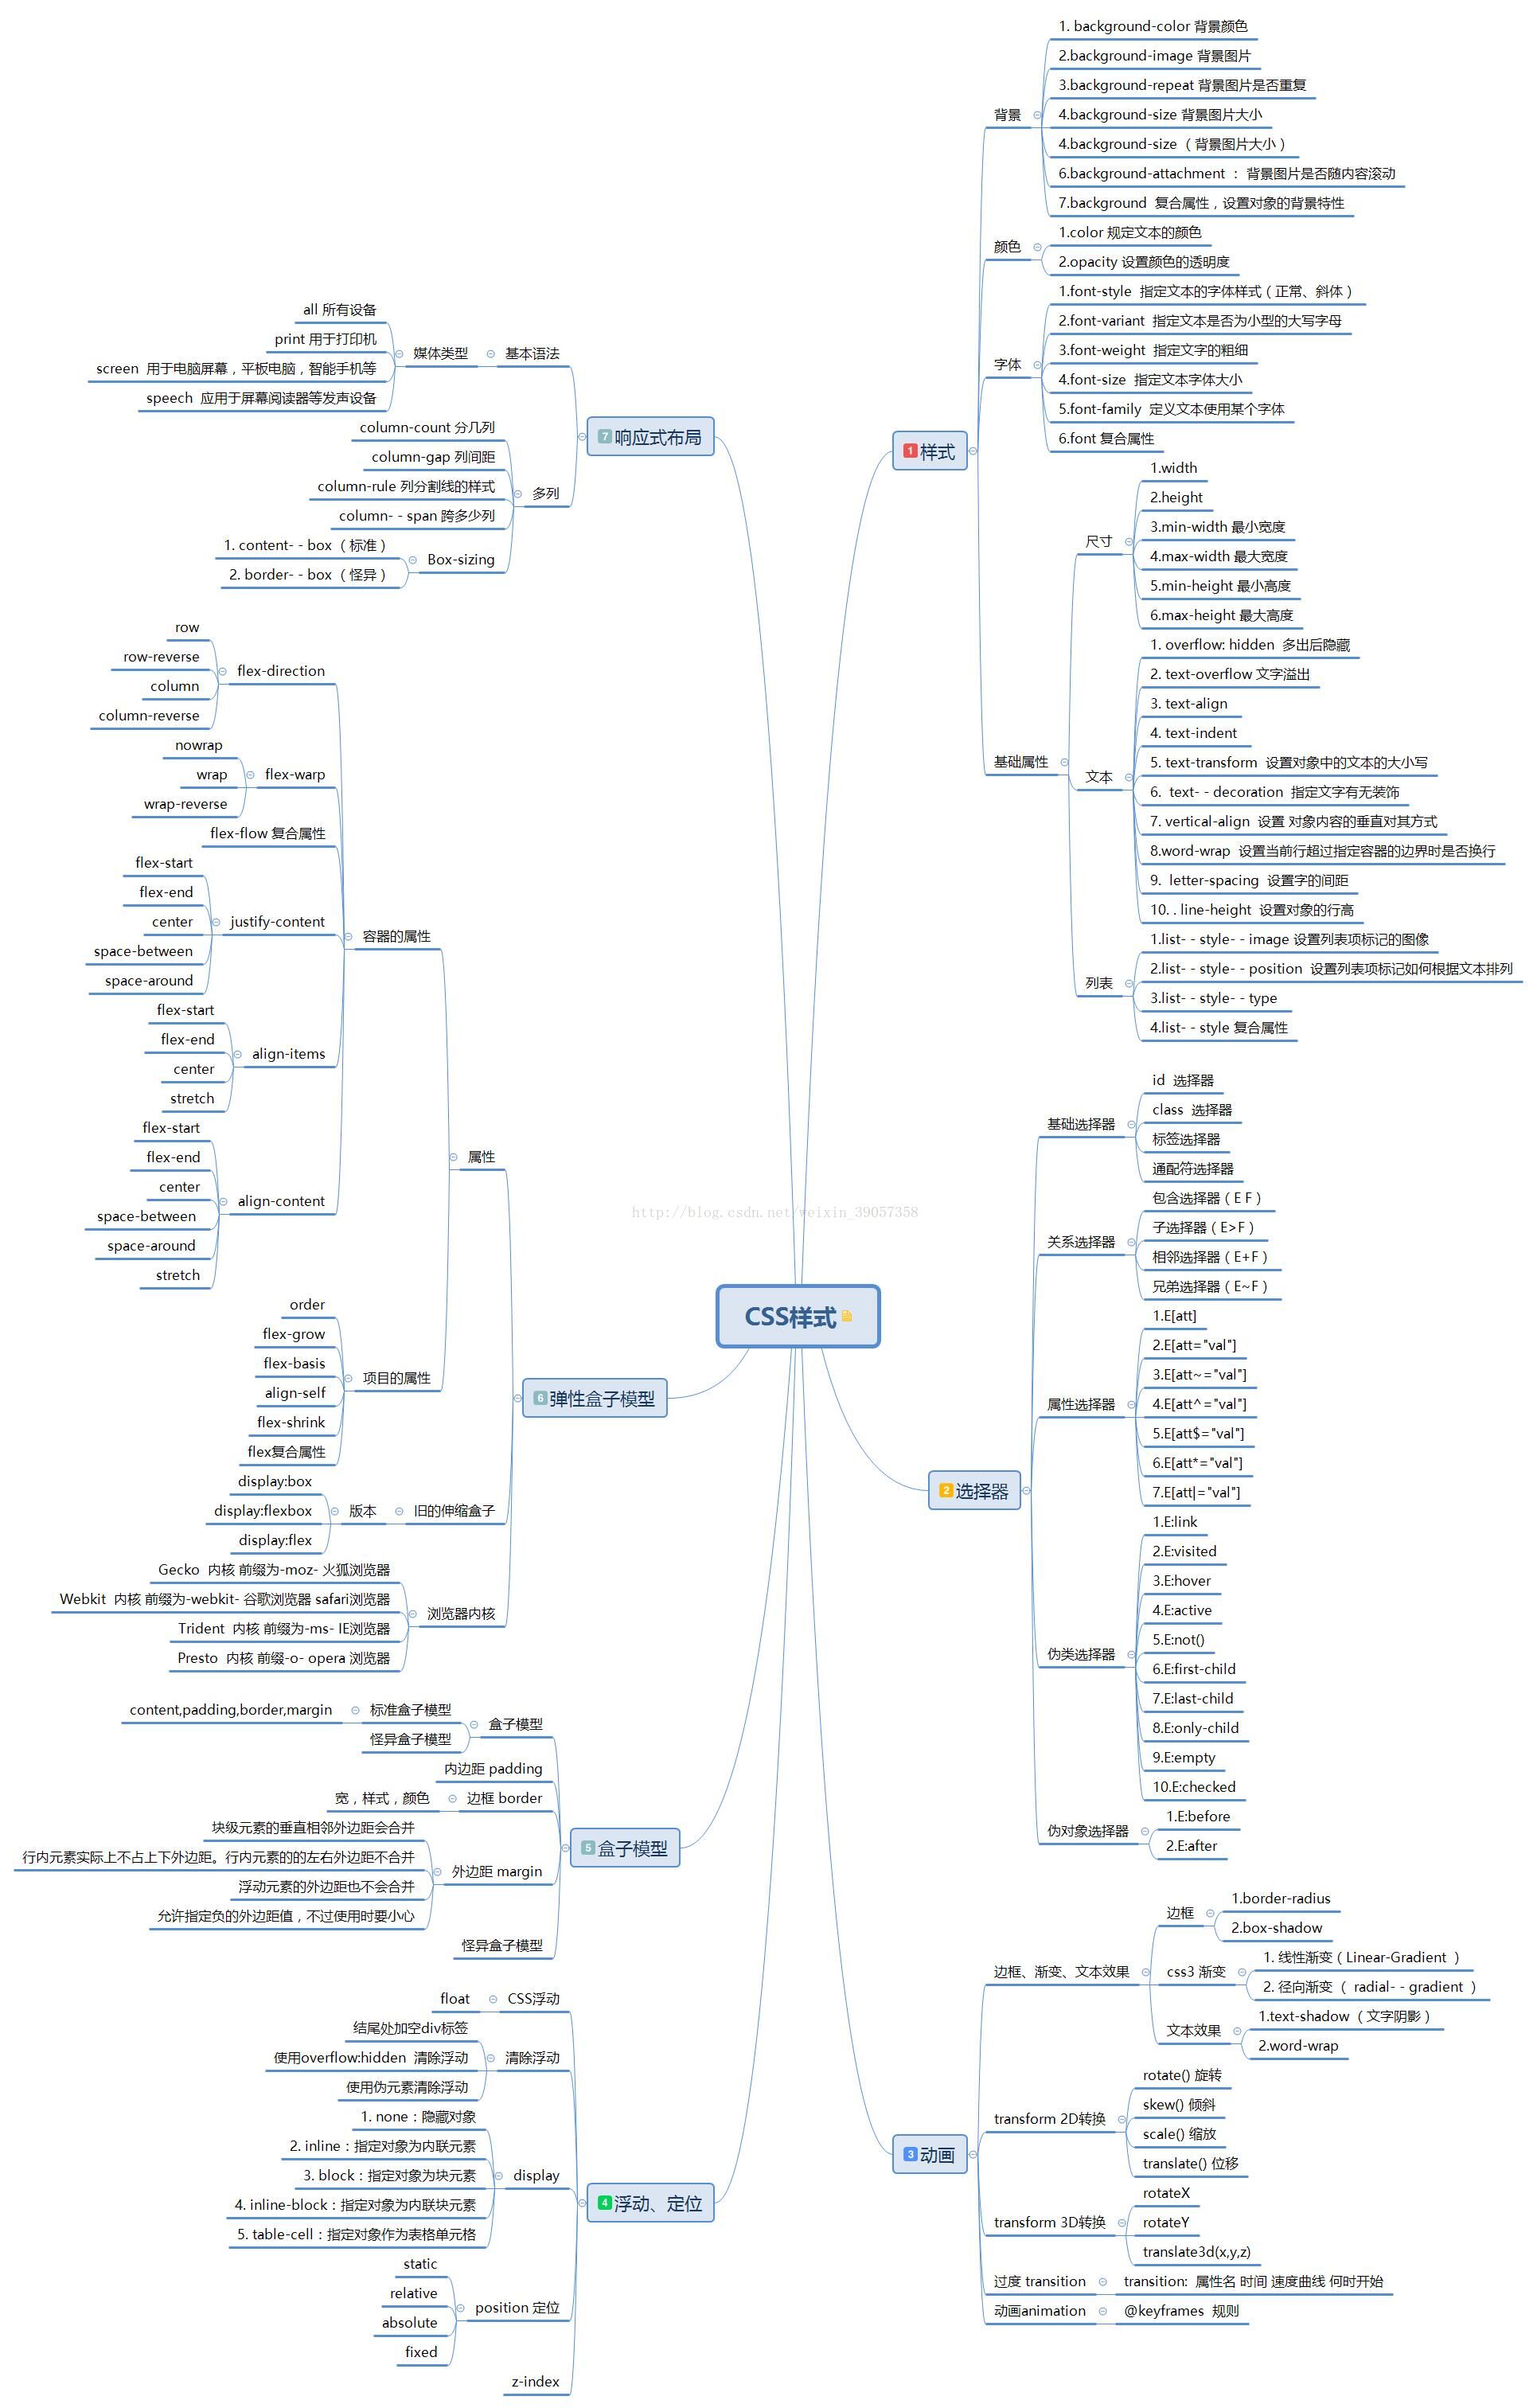 CSS样式
1 样式
背景
1. background-color 背景颜色
2.background-image 背景图片
3.background-repeat 背景图片是否重复
4.background-size 背景图片大小
4.background-size（背景图片大小）
6.background-attachment ： 背景图片是否随内容滚动
7.background 复合属性，设置对象的背景特性
颜色
1.color 规定文本的颜色
2.opacity 设置颜色的透明度
字体
1.font-style 指定文本的字体样式（正常、斜体）
2.font-variant 指定文本是否为小型的大写字母
3.font-weight 指定文字的粗细
4.font-size 指定文本字体大小
5.font-family 定义文本使用某个字体
6.font 复合属性
基础属性
尺寸
1.width
2.height
3.min-width 最小宽度
4.max-width 最大宽度
5.min-height 最小高度
6.max-height 最大高度
文本
1. overflow: hidden 多出后隐藏
2. text-overflow 文字溢出
3. text-align
4. text-indent
5. text-transform 设置对象中的文本的大小写
6. text- - decoration 指定文字有无装饰
7. vertical-align 设置 对象内容的垂直对其方式
8.word-wrap 设置当前行超过指定容器的边界时是否换行
9. letter-spacing 设置字的间距
10. . line-height 设置对象的行高
列表
1.list- - style- - image 设置列表项标记的图像
2.list- - style- - position 设置列表项标记如何根据文本排列
3.list- - style- - type
4.list- - style 复合属性
2 选择器
基础选择器
id 选择器
class 选择器
标签选择器
通配符选择器
关系选择器
包含选择器（E F）
子选择器（E>F）
相邻选择器（E+F）
兄弟选择器（E~F）
属性选择器
1.E[att]
2.E[att="val"]
3.E[att~="val"]
4.E[att^="val"]
5.E[att$="val"]
6.E[att*="val"]
7.E[att|="val"]
伪类选择器
1.E:link
2.E:visited
3.E:hover
4.E:active
5.E:not()
6.E:first-child
7.E:last-child
8.E:only-child
9.E:empty
10.E:checked
伪对象选择器
1.E:before
2.E:after
3 动画
边框、渐变、文本效果
边框
1.border-radius
2.box-shadow
css3 渐变
1. 线性渐变（Linear-Gradient ）
2. 径向渐变 （ radial- - gradient ）
文本效果
1.text-shadow （文字阴影）
2.word-wrap
transform 2D转换
rotate() 旋转
skew() 倾斜
scale() 缩放
translate() 位移
transform 3D转换
rotateX
rotateY
translate3d(x,y,z)
过度 transition
transition: 属性名 时间 速度曲线 何时开始
动画animation
@keyframes 规则
7 响应式布局
基本语法
媒体类型
all 所有设备
print 用于打印机
screen 用于电脑屏幕，平板电脑，智能手机等
speech 应用于屏幕阅读器等发声设备
多列
column-count 分几列
column-gap 列间距
column-rule 列分割线的样式
column- - span 跨多少列
Box-sizing
1. content- - box （标准）
2. border- - box （怪异）
6 弹性盒子模型
属性
容器的属性
flex-direction
row
row-reverse
column
column-reverse
flex-warp
nowrap
wrap
wrap-reverse
flex-flow 复合属性
justify-content
flex-start
flex-end
center
space-between
space-around
align-items
flex-start
flex-end
center
stretch
align-content
flex-start
flex-end
center
space-between
space-around
stretch
项目的属性
order
flex-grow
flex-basis
align-self
flex-shrink
flex复合属性
旧的伸缩盒子
版本
display:box
display:flexbox
display:flex
浏览器内核
Gecko 内核 前缀为-moz- 火狐浏览器
Webkit 内核 前缀为-webkit- 谷歌浏览器 safari浏览器
Trident 内核 前缀为-ms- IE浏览器
Presto 内核 前缀-o- opera 浏览器
5 盒子模型
盒子模型
标准盒子模型
content,padding,border,margin
怪异盒子模型
内边距 padding
边框 border
宽，样式，颜色
外边距 margin
块级元素的垂直相邻外边距会合并
行内元素实际上不占上下外边距。行内元素的的左右外边距不合并
浮动元素的外边距也不会合并
允许指定负的外边距值，不过使用时要小心
怪异盒子模型
4 浮动、定位
CSS浮动
float
清除浮动
结尾处加空div标签
使用overflow:hidden 清除浮动
使用伪元素清除浮动
display
1. none：隐藏对象
2. inline：指定对象为内联元素
3. block：指定对象为块元素
4. inline-block：指定对象为内联块元素
5. table-cell：指定对象作为表格单元格
position 定位
static
relative
absolute
fixed
z-index
http://blog.csdn.net/weixin_39057358